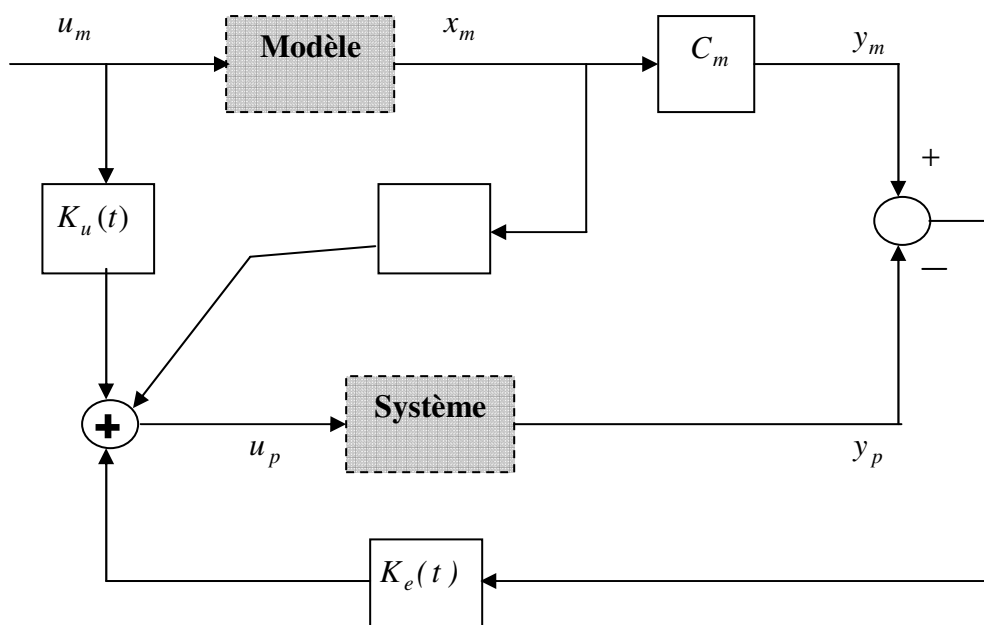 u_m
Modèle
x_m
C_m
y_m
+
K_u(t)
—
+
Système
u_p
y_p
K_e(t)